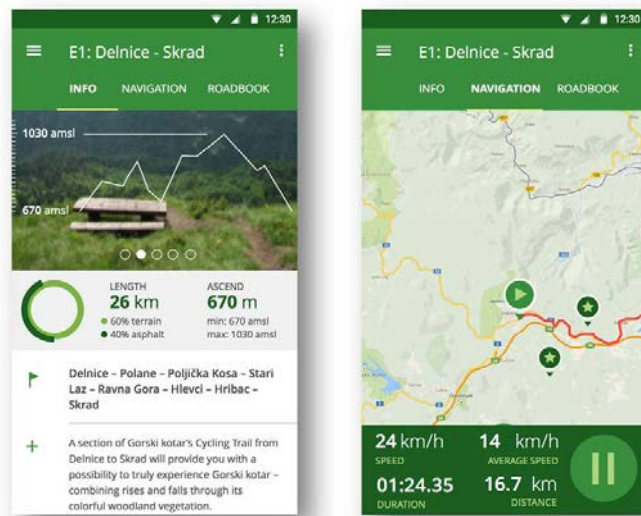 12:30
E1: Delnice - Skrad
INFO NAVIGATION ROADBOOK
1030 amsl
670 amsl
LENGTH
26 km
60% terrain
40% asphalt
ASCEND
670 m
min: 670 amsl
max: 1030 amsl
Delnice – Polane – Poljička Kosa – Stari
Laz – Ravna Gora – Hlevci – Hribac –
Skrad
A section of Gorski kotar's Cycling Trail from
Delnice to Skrad will provide you with a
possibility to truly experience Gorski kotar –
combining rises and falls through its
colorful woodland vegetation.
12:30
E1: Delnice - Skrad
INFO NAVIGATION ROADBOOK
24 km/h
SPEED
14 km/h
AVERAGE SPEED
01:24.35
DURATION
16.7 km
DISTANCE